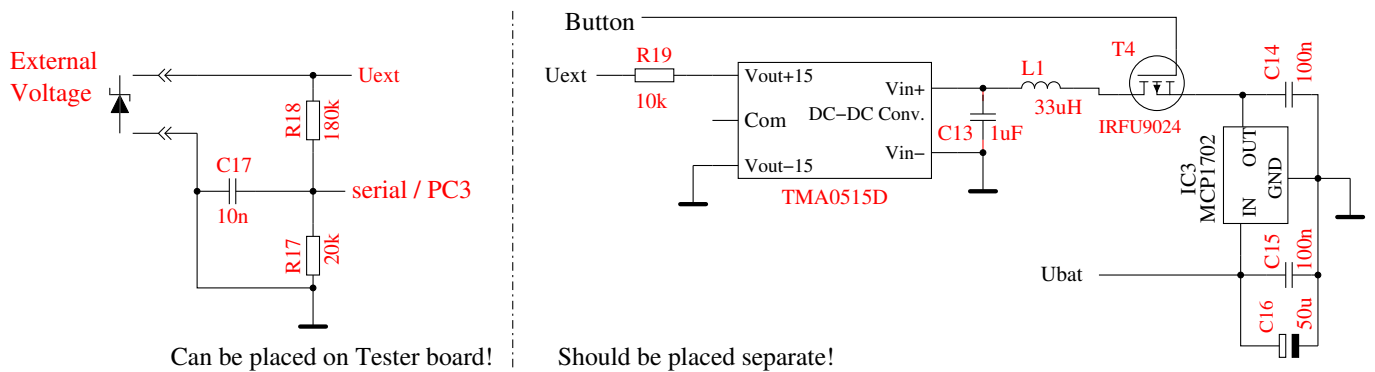 External
Voltage
Uext
R18
180k
C17
10n
serial / PC3
R17
20k
Can be placed on Tester board!
Button
Uext
R19
10k
Vout+15
Com
Vout−15
Vin+
DC−DC Conv.
Vin−
TMA0515D
C13
1uF
L1
33uH
T4
IRFU9024
C14
100n
IC3
MCP1702
OUT
GND
IN
Ubat
C15
100n
C16
50u
Should be placed separate!